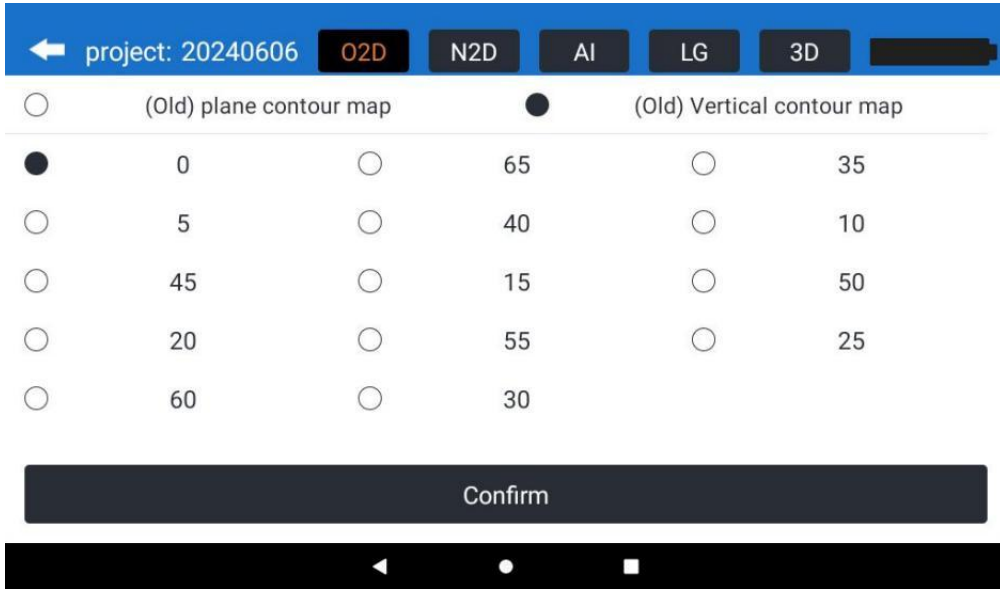 project: 20240606 O2D N2D AI LG 3D
(Old) plane contour map (Old) Vertical contour map
0 65 35
5 40 10
45 15 50
20 55 25
60 30
Confirm